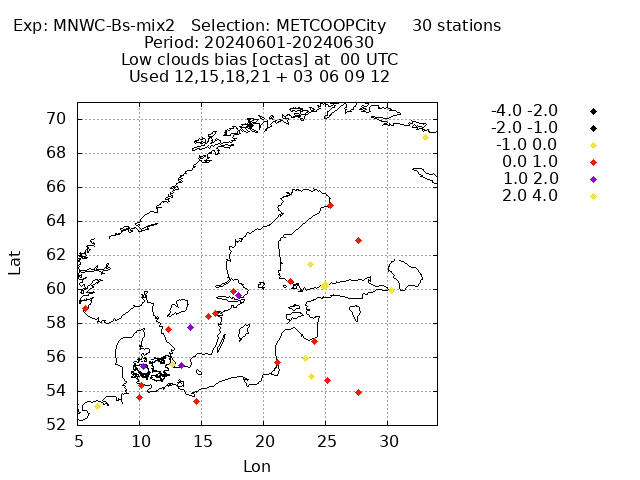 Exp: MNWC-Bs-mix2 Selection: METCOOPCity 30 stations
Period: 20240601-20240630
Low clouds bias [octas] at 00 UTC
Used 12,15,18,21 + 03 06 09 12
-4.0 -2.0
-2.0 -1.0
-1.0 0.0
0.0 1.0
1.0 2.0
2.0 4.0
70
68
66
64
62
60
58
56
54
52
Lat
5 10 15 20 25 30
Lon